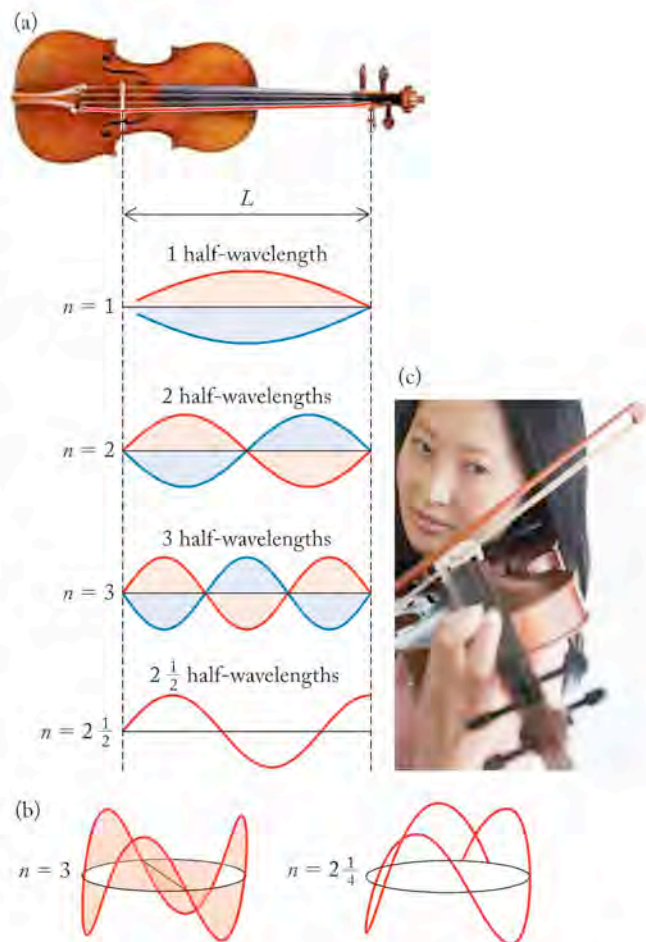 (a)
L
1 half-wavelength
n = 1
2 half-wavelengths
n = 2
3 half-wavelengths
n = 3
2 1/2 half-wavelengths
n = 2 1/2
(c)
(b)
n = 3
n = 2 1/4